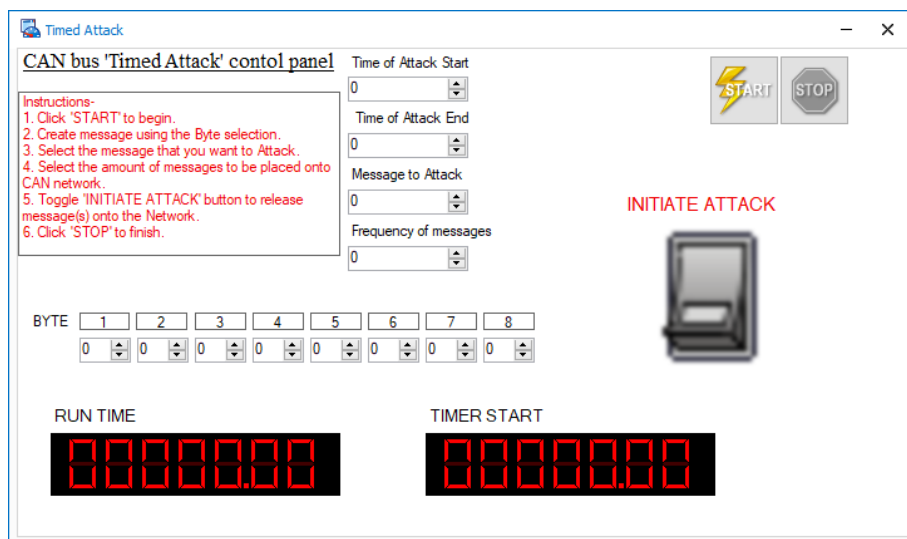 Timed Attack
CAN bus 'Timed Attack' contol panel
Instructions-
1. Click 'START' to begin.
2. Create message using the Byte selection.
3. Select the message that you want to Attack.
4. Select the amount of messages to be placed onto
CAN network.
5. Toggle 'INITIATE ATTACK' button to release
message(s) onto the Network.
6. Click 'STOP' to finish.
Time of Attack Start
0
Time of Attack End
0
Message to Attack
0
Frequency of messages
0
START STOP
INITIATE ATTACK
BYTE 1 2 3 4 5 6 7 8
0 0 0 0 0 0 0 0
RUN TIME
00000.00
TIMER START
00000.00